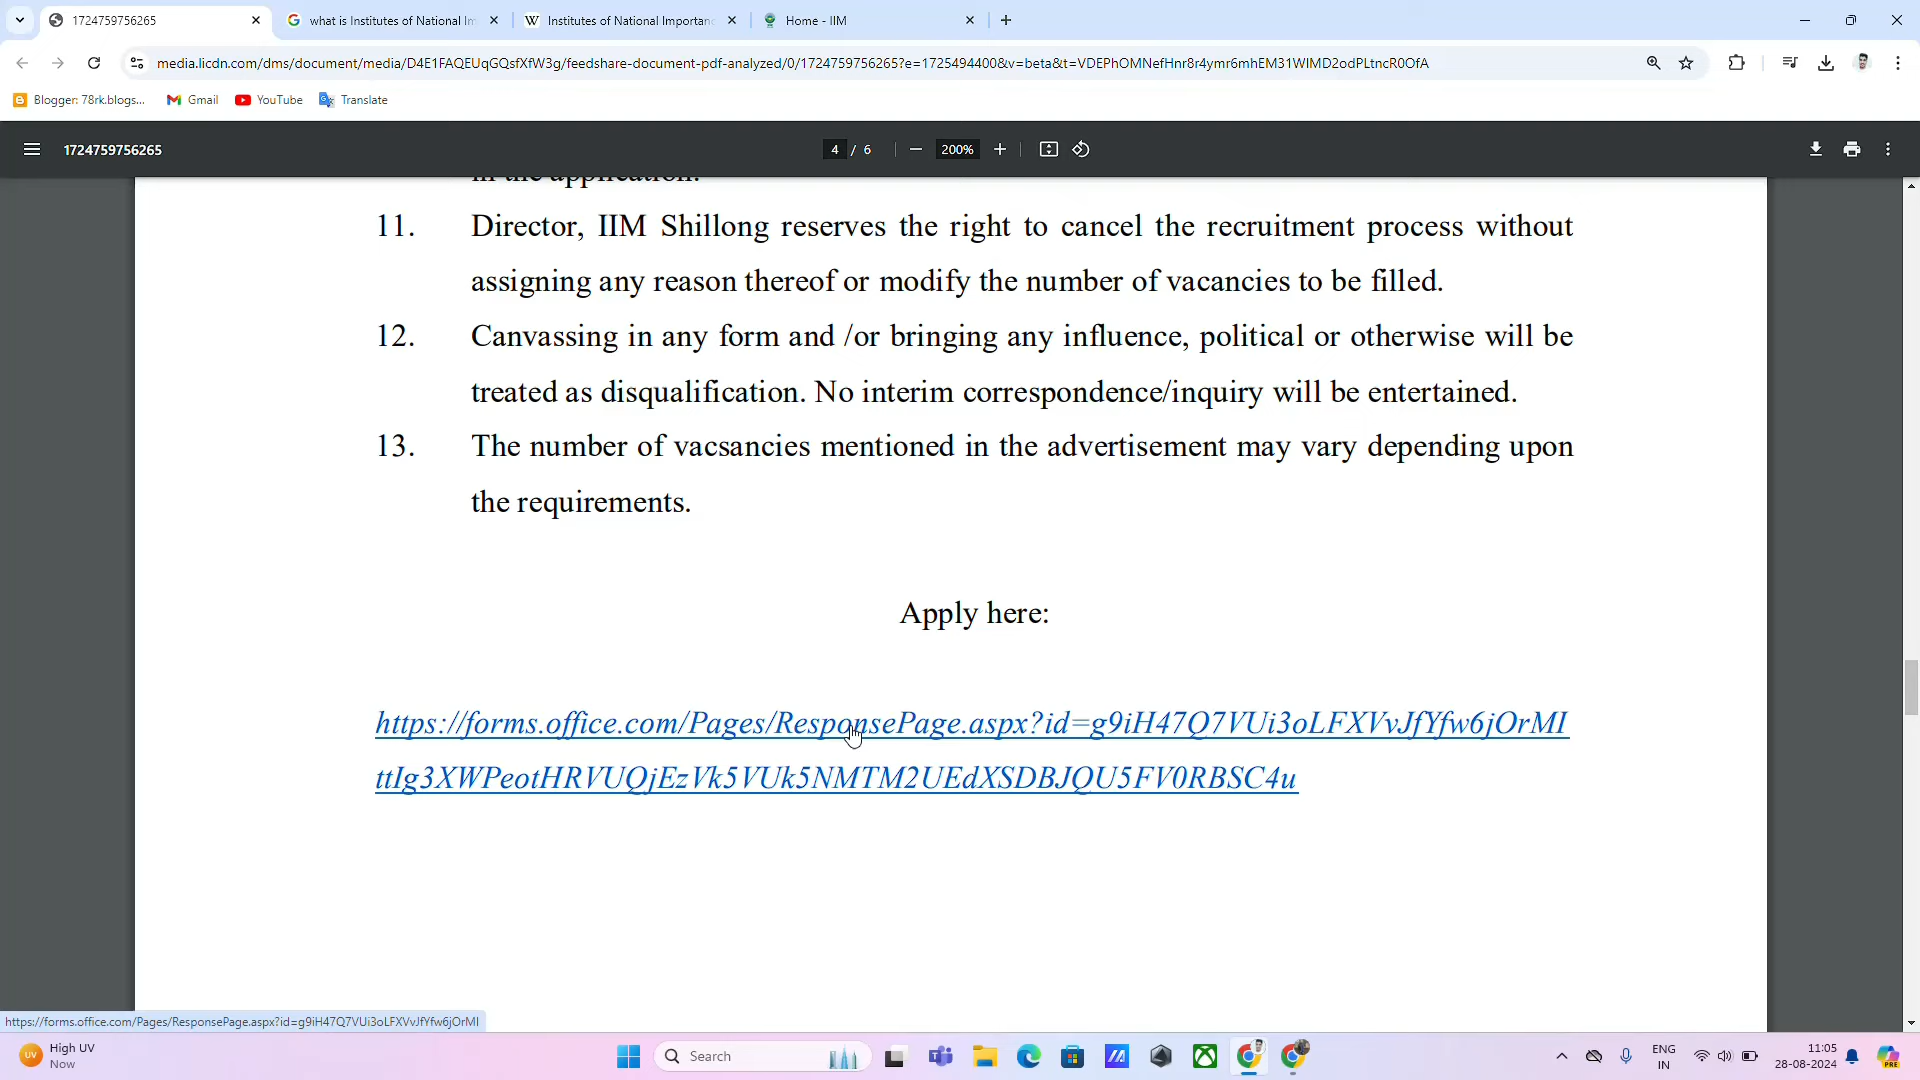 1724759756265
what is Institutes of National Im
Institutes of National Importanc
Home - IIM
media.licdn.com/dms/document/media/D4E1FAQEUqGQsfXfW3g/feedshare-document-pdf-analyzed/0/1724759756265?e=1725494400&v=beta&t=VDEPhOMNefHnr8r4ymr6mhEM31WIMD2odPLtncR0OfA
Blogger: 78rk.blogs...
Gmail
YouTube
Translate
1724759756265
4 / 6
200%
in the application.
11. Director, IIM Shillong reserves the right to cancel the recruitment process without
assigning any reason thereof or modify the number of vacancies to be filled.
12. Canvassing in any form and /or bringing any influence, political or otherwise will be
treated as disqualification. No interim correspondence/inquiry will be entertained.
13. The number of vacsancies mentioned in the advertisement may vary depending upon
the requirements.
Apply here:
https://forms.office.com/Pages/ResponsePage.aspx?id=g9iH47Q7VUi3oLFXVvJfYfw6jOrMI
ttIg3XWPeotHRVUQjEzVk5VUk5NMTM2UEdXSDBJQU5FV0RBSC4u
https://forms.office.com/Pages/ResponsePage.aspx?id=g9iH47Q7VUi3oLFXVvJfYfw6jOrMI
UV
High UV
Now
Search
ENG
IN
11:05
28-08-2024
PRE